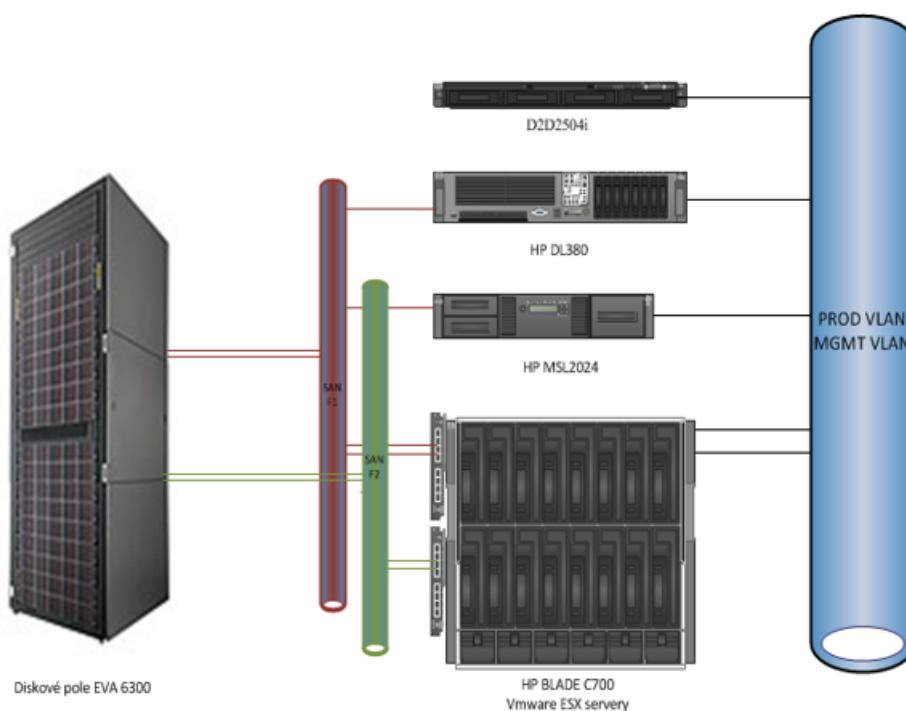 D2D2504i
HP DL380
HP MSL2024
SAN
F1
SAN
F2
PROD VLAN
MGMT VLAN
Diskové pole EVA 6300
HP BLADE C700
Vmware ESX servery